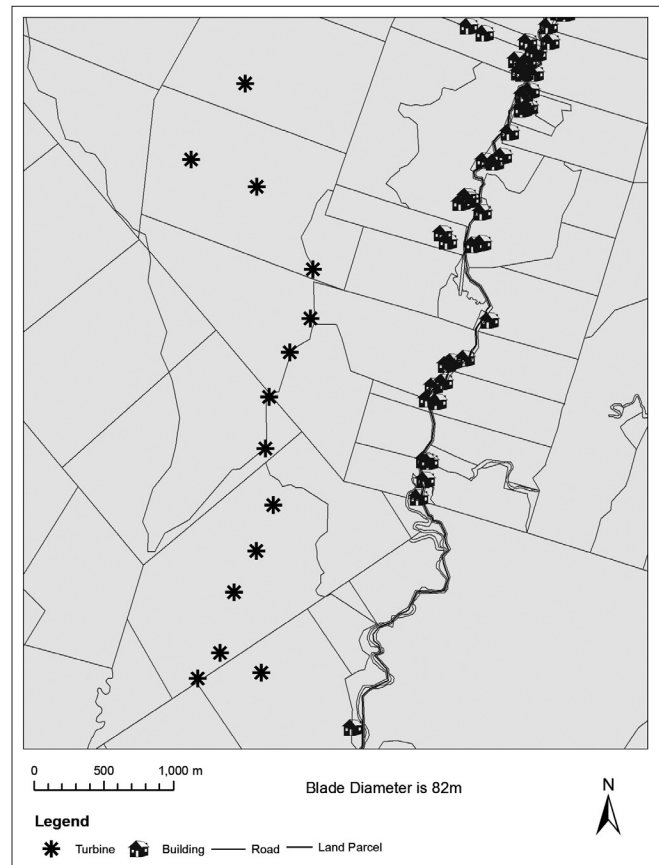 0 500 1,000 m
Blade Diameter is 82m
N
Legend
Turbine Building Road Land Parcel